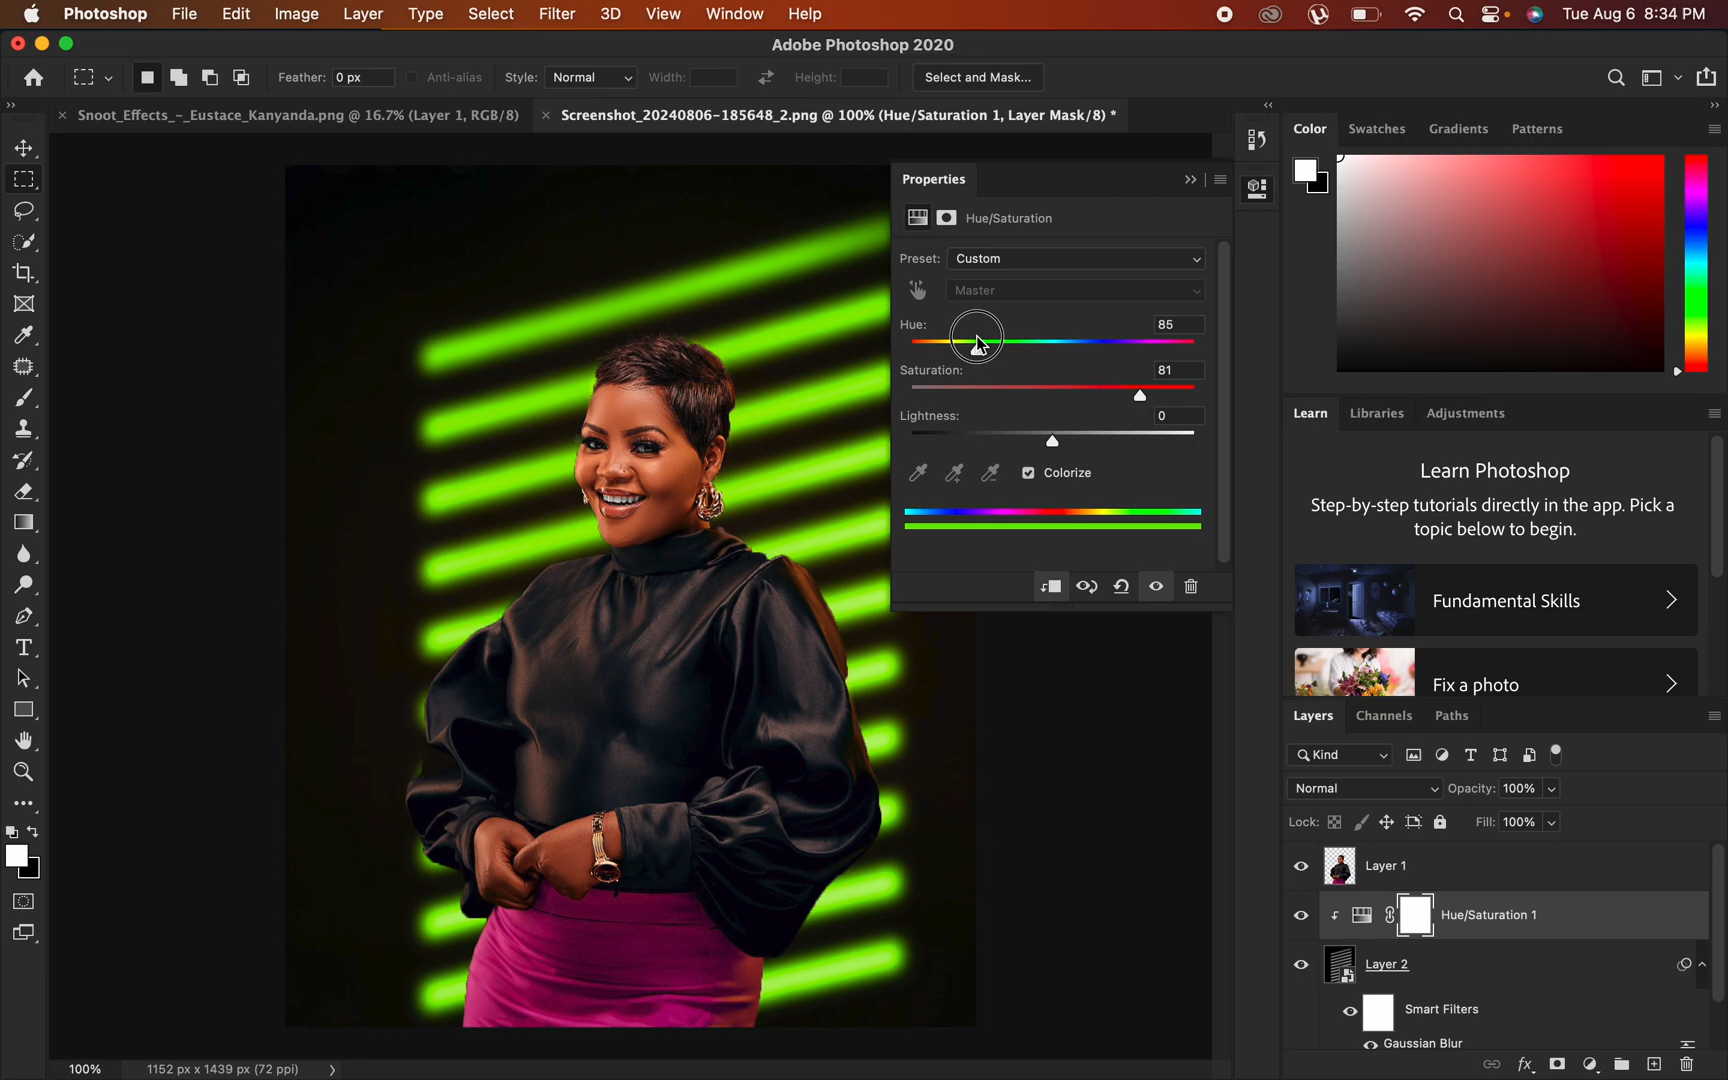 Photoshop File Edit Image Layer Type Select Filter 3D View Window Help Tue Aug 6 8:34 PM
Adobe Photoshop 2020
Feather: 0 px Anti-alias Style: Normal Width: Height: Select and Mask...
Snoot_Effects_-_Eustace_Kanyanda.png @ 16.7% (Layer 1, RGB/8) Screenshot_20240806-185648_2.png @ 100% (Hue/Saturation 1, Layer Mask/8) *
Color Swatches Gradients Patterns
Properties
Hue/Saturation
Preset: Custom
Master
Hue: 85
Saturation: 81
Lightness: 0
Colorize
Learn Libraries Adjustments
Learn Photoshop
Step-by-step tutorials directly in the app. Pick a
topic below to begin.
Fundamental Skills
Fix a photo
Layers Channels Paths
Kind
Normal Opacity: 100%
Lock: Fill: 100%
Layer 1
Hue/Saturation 1
Layer 2
Smart Filters
Gaussian Blur
100% 1152 px x 1439 px (72 ppi)